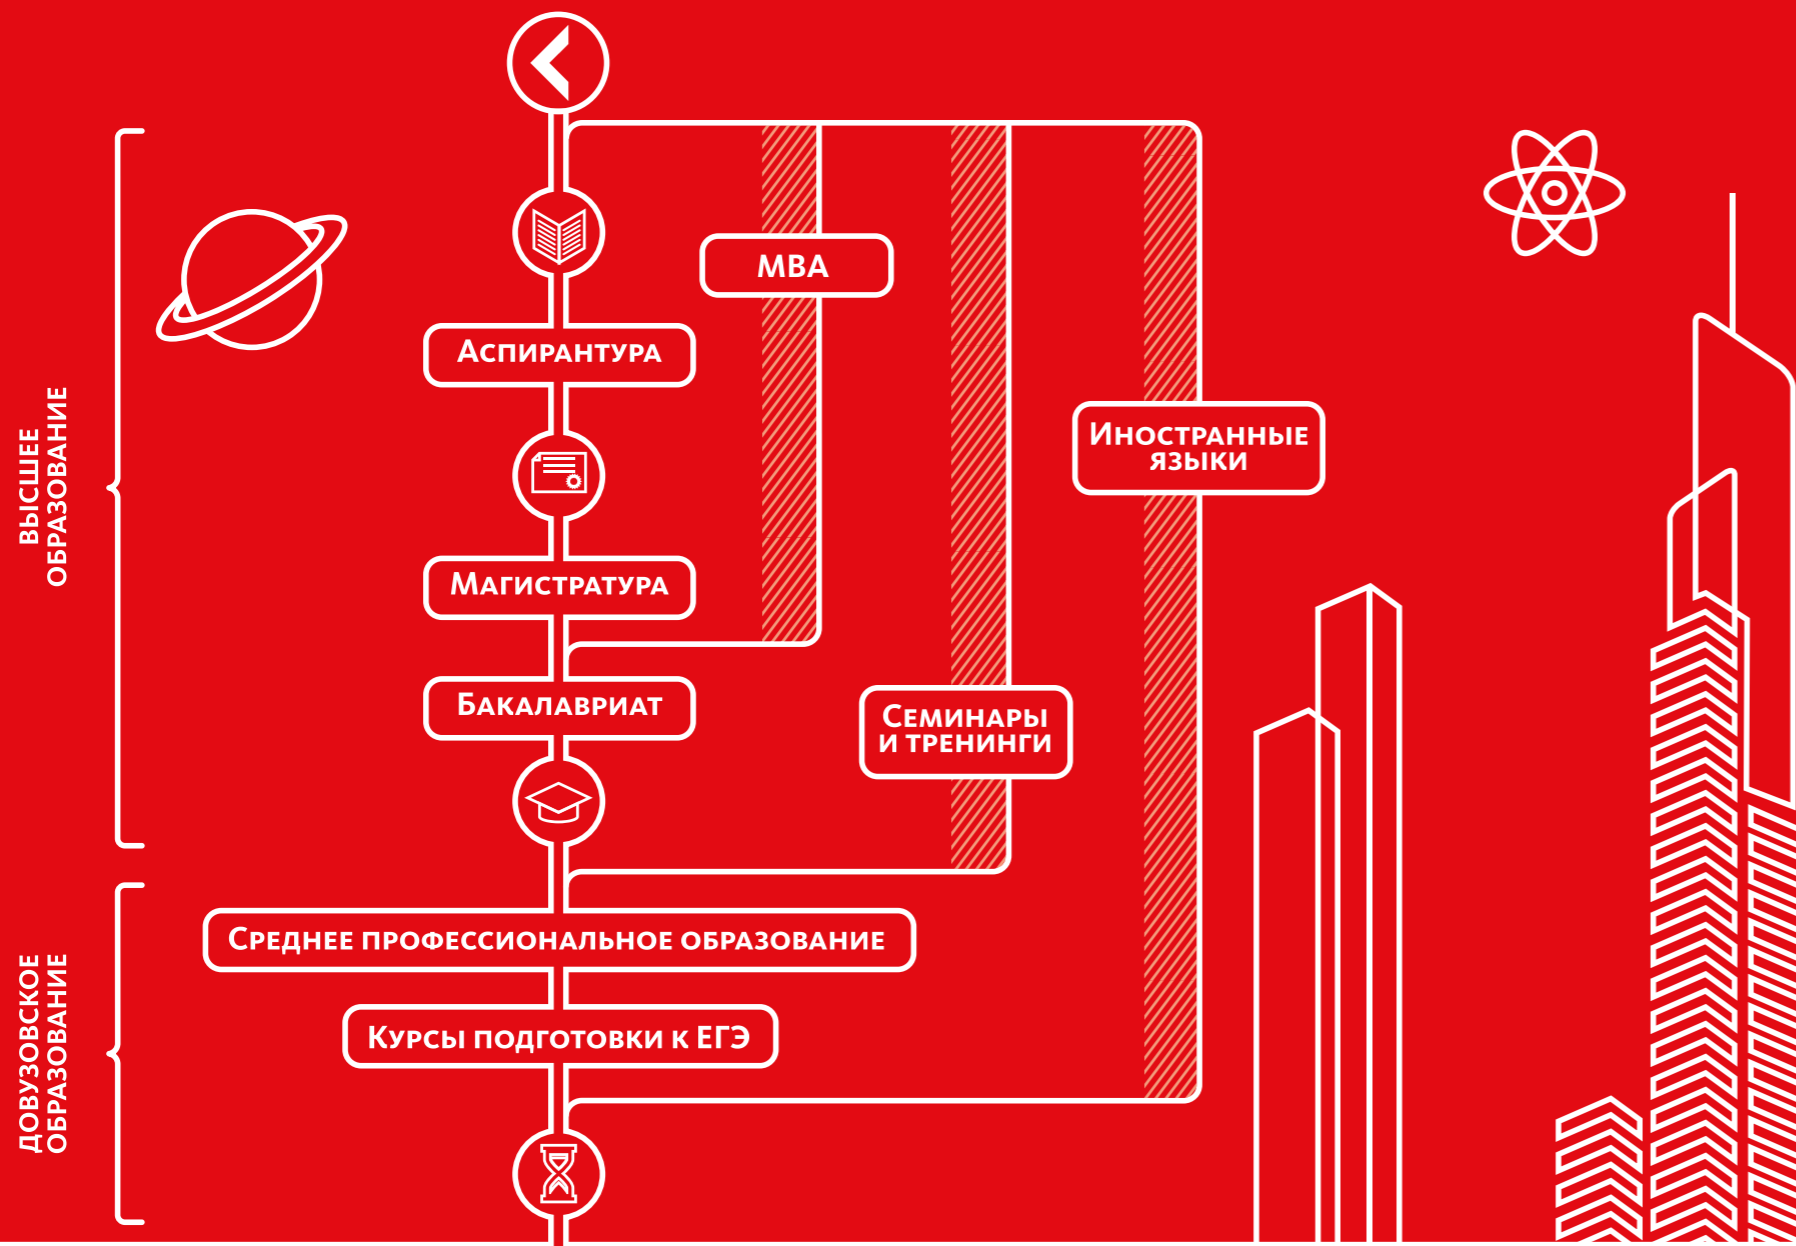 МВА
Аспирантура
Иностранные
языки
Магистратура
Бакалавриат
Семинары
и тренинги
Среднее профессиональное образование
Курсы подготовки к ЕГЭ
ВЫСШЕЕ
ОБРАЗОВАНИЕ
ДОВУЗОВСКОЕ
ОБРАЗОВАНИЕ